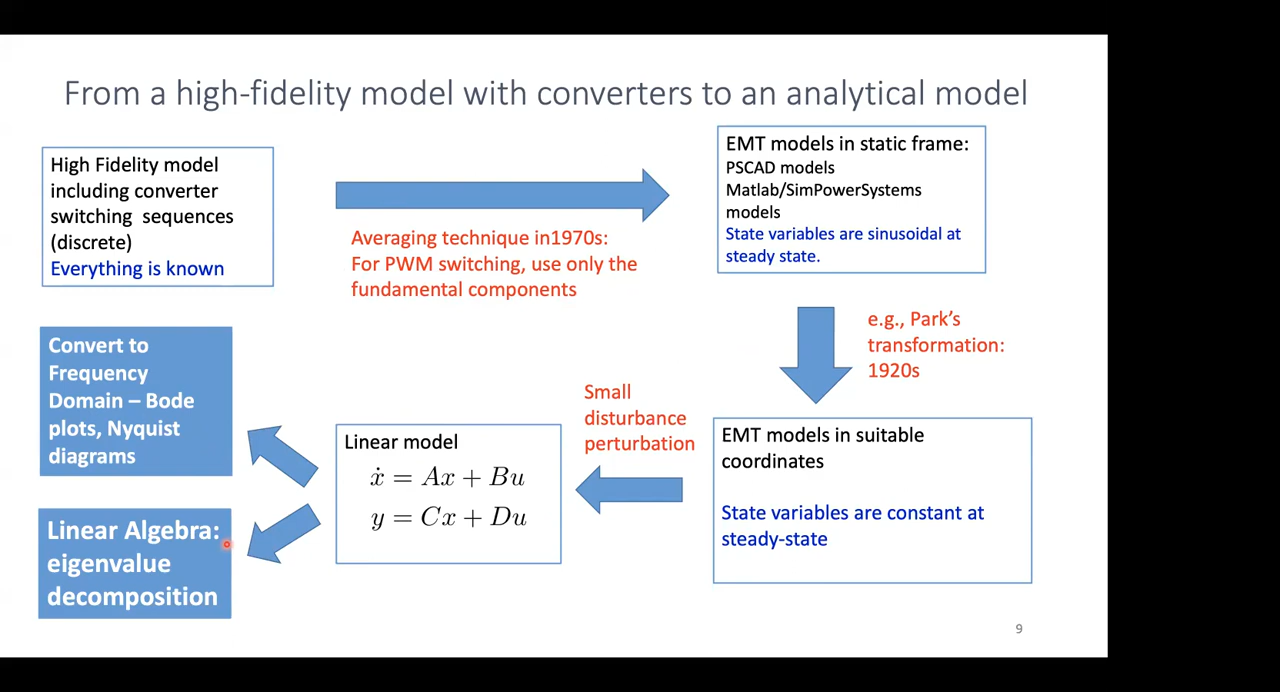 From a high-fidelity model with converters to an analytical model
High Fidelity model
including converter
switching sequences
(discrete)
Everything is known
Averaging technique in1970s:
For PWM switching, use only the
fundamental components
EMT models in static frame:
PSCAD models
Matlab/SimPowerSystems
models
State variables are sinusoidal at
steady state.
e.g., Park's
transformation:
1920s
EMT models in suitable
coordinates
State variables are constant at
steady-state
Small
disturbance
perturbation
Linear model
ẋ = Ax + Bu
y = Cx + Du
Convert to
Frequency
Domain – Bode
plots, Nyquist
diagrams
Linear Algebra:
eigenvalue
decomposition
9